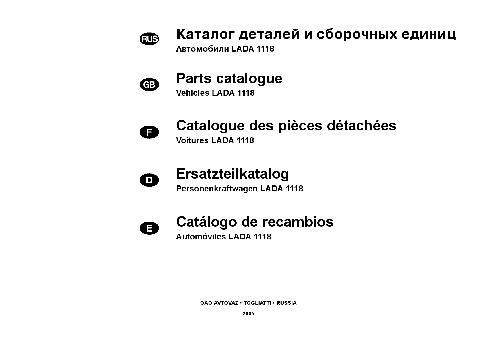 RUS
Каталог деталей и сборочных единиц
Автомобили LADA 1118
GB
Parts catalogue
Vehicles LADA 1118
F
Catalogue des pièces détachées
Voitures LADA 1118
D
Ersatzteilkatalog
Personenkraftwagen LADA 1118
E
Catálogo de recambios
Automóviles LADA 1118
OAO AVTOVAZ • TOGLIATTI • RUSSIA